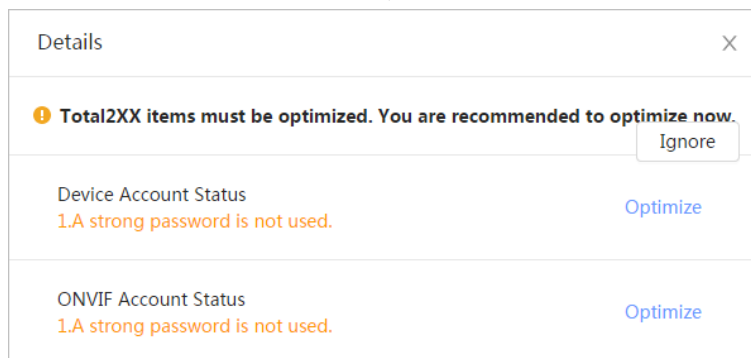 Details
Total2XX items must be optimized. You are recommended to optimize now.
Ignore
Device Account Status
1.A strong password is not used.
Optimize
ONVIF Account Status
1.A strong password is not used.
Optimize